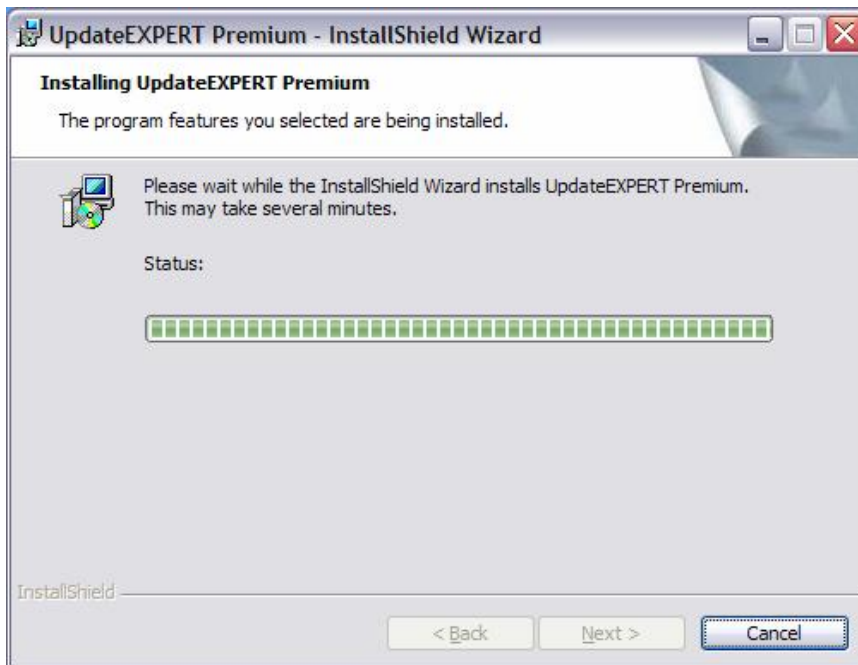 UpdateEXPERT Premium - InstallShield Wizard
Installing UpdateEXPERT Premium
The program features you selected are being installed.
Please wait while the InstallShield Wizard installs UpdateEXPERT Premium.
This may take several minutes.
Status:
InstallShield
< Back
Next >
Cancel